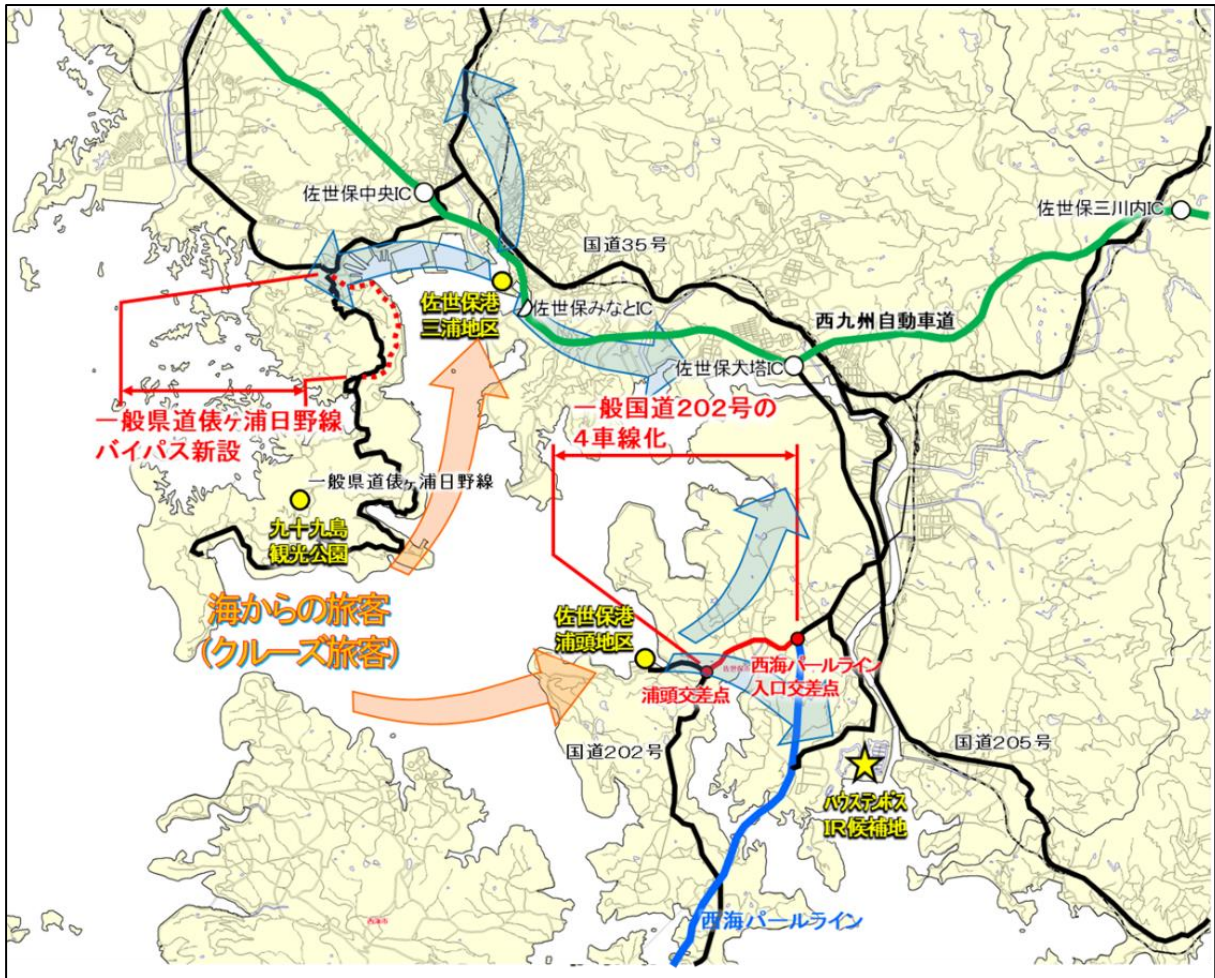 佐世保中央IC
佐世保三川内IC
国道35号
佐世保港
三浦地区
佐世保みなとIC
西九州自動車道
佐世保大塔IC
一般県道俵ヶ浦日野線
バイパス新設
一般国道202号の
4車線化
一般県道俵ヶ浦日野線
九十九島
観光公園
海からの旅客
(クルーズ旅客)
佐世保港
浦頭地区
佐世保市
西海パールライン
入口交差点
浦頭交差点
国道202号
国道205号
ハウステンボス
IR候補地
西海パールライン
西海市